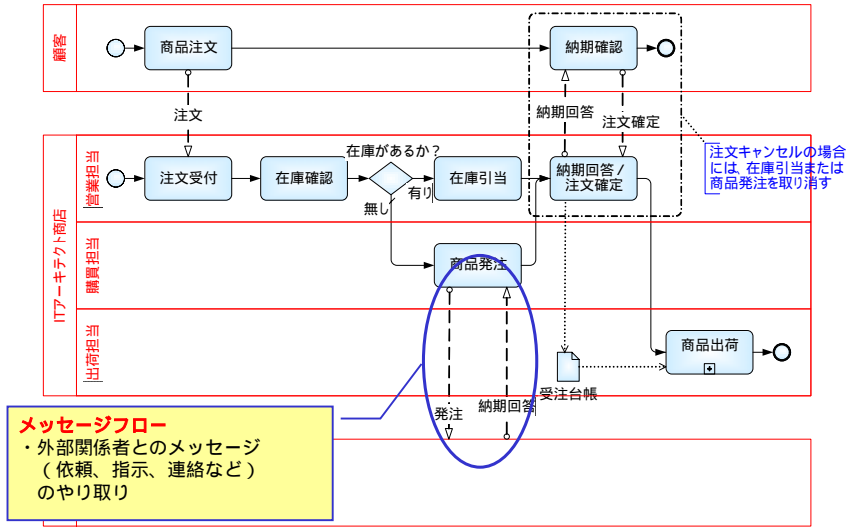 顧客
商品注文
納期確認
注文
納期回答
注文確定
ITアーキテクト商店
営業担当
注文受付
在庫確認
在庫があるか？
有り
無し
在庫引当
納期回答/
注文確定
注文キャンセルの場合
には、在庫引当または
商品発注を取り消す
購買担当
商品発注
出荷担当
商品出荷
受注台帳
発注
納期回答
メッセージフロー
・外部関係者とのメッセージ
（依頼、指示、連絡など）
のやり取り